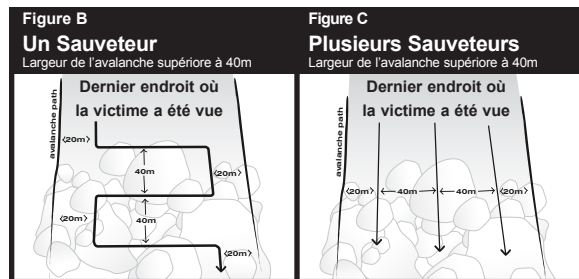 Figure B
Un Sauveteur
Largeur de l'avalanche supérieure à 40m
Dernier endroit où
la victime a été vue
avalanche path
‹20m›
40m
‹20m›
‹20m›
40m
‹20m›
Figure C
Plusieurs Sauveteurs
Largeur de l'avalanche supérieure à 40m
Dernier endroit où
la victime a été vue
avalanche path
‹20m› 40m 40m ‹20m›